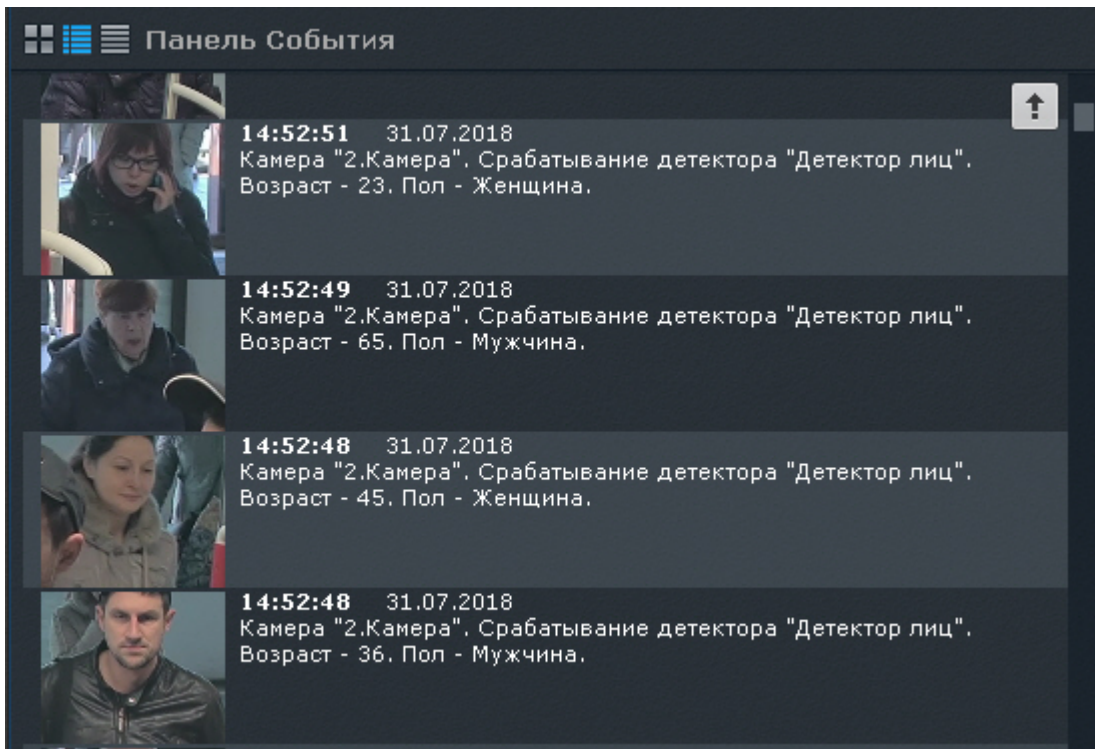 Панель События
14:52:51 31.07.2018
Камера "2.Камера". Срабатывание детектора "Детектор лиц".
Возраст - 23. Пол - Женщина.
14:52:49 31.07.2018
Камера "2.Камера". Срабатывание детектора "Детектор лиц".
Возраст - 65. Пол - Мужчина.
14:52:48 31.07.2018
Камера "2.Камера". Срабатывание детектора "Детектор лиц".
Возраст - 45. Пол - Женщина.
14:52:48 31.07.2018
Камера "2.Камера". Срабатывание детектора "Детектор лиц".
Возраст - 36. Пол - Мужчина.